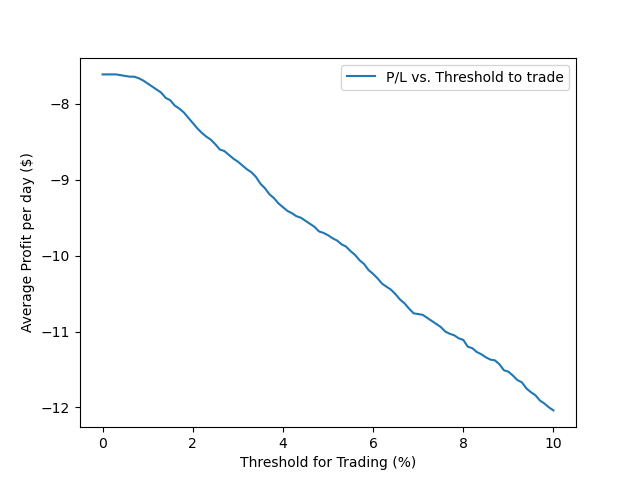 P/L vs. Threshold to trade
−8
−9
−10
−11
−12
Average Profit per day ($)
0 2 4 6 8 10
Threshold for Trading (%)